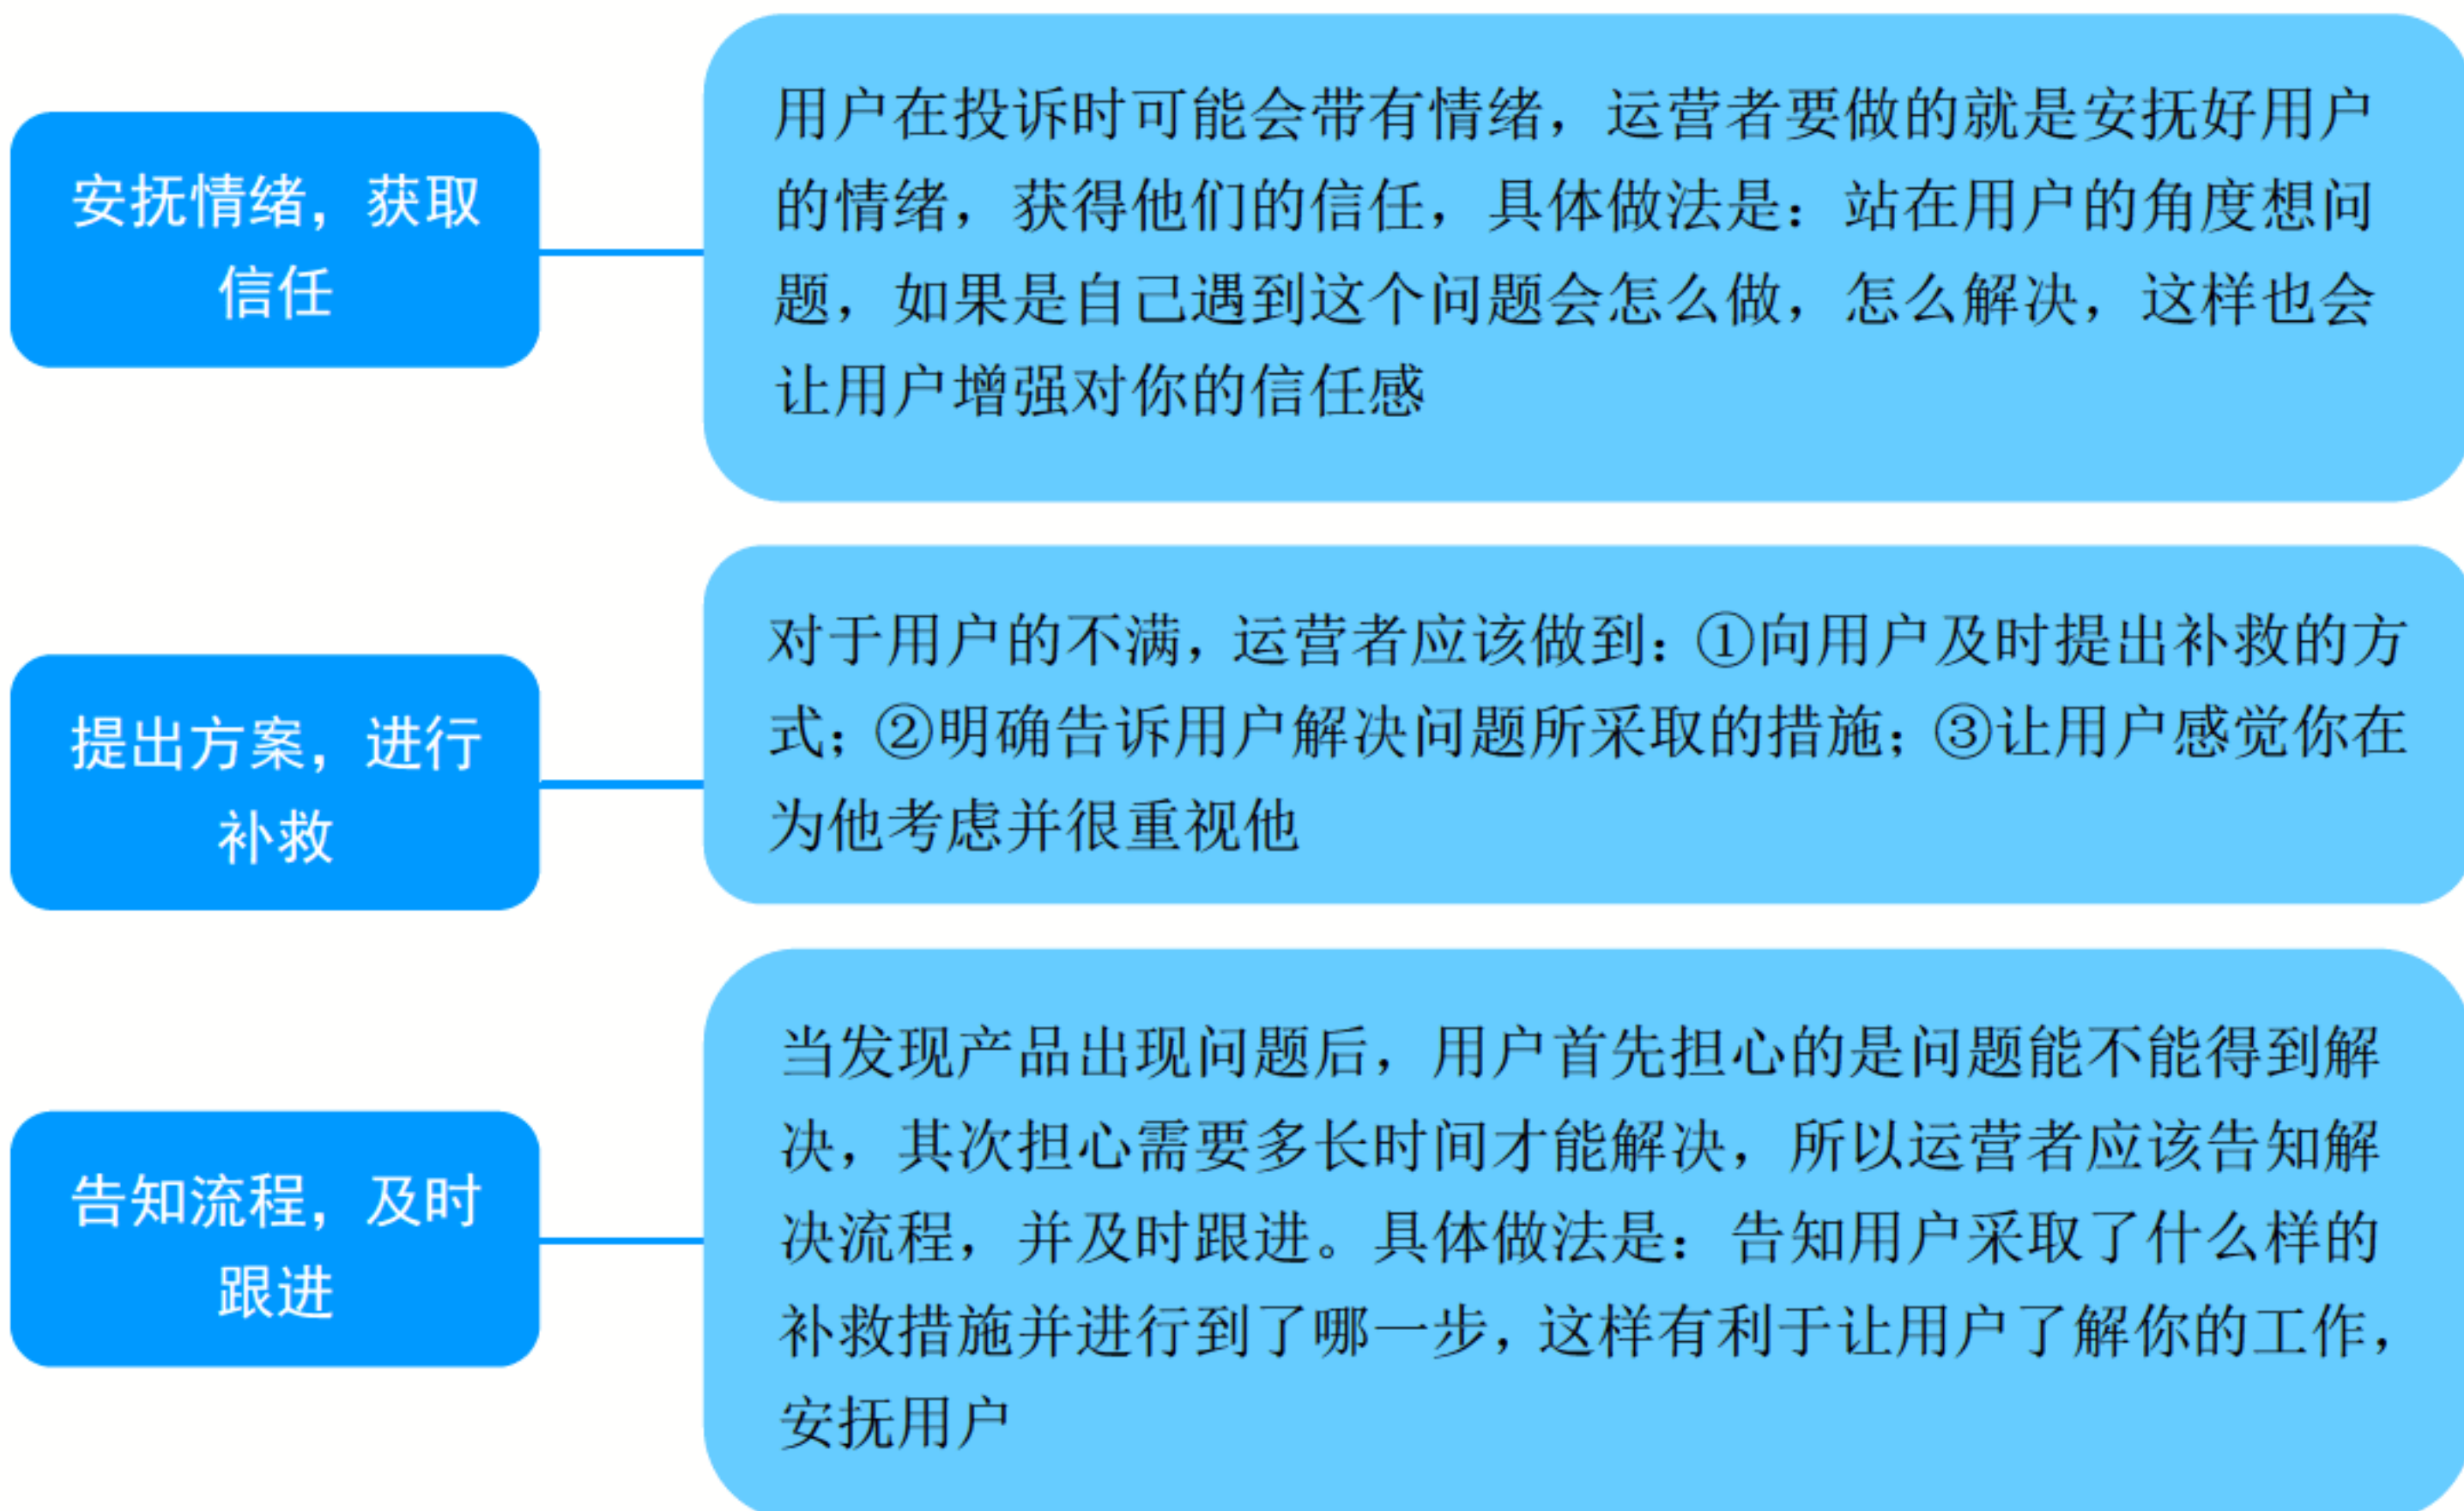 安抚情绪，获取
信任
用户在投诉时可能会带有情绪，运营者要做的就是安抚好用户
的情绪，获得他们的信任，具体做法是：站在用户的角度想问
题，如果是自己遇到这个问题会怎么做，怎么解决，这样也会
让用户增强对你的信任感
提出方案，进行
补救
对于用户的不满，运营者应该做到：①向用户及时提出补救的方
式；②明确告诉用户解决问题所采取的措施；③让用户感觉你在
为他考虑并很重视他
告知流程，及时
跟进
当发现产品出现问题后，用户首先担心的是问题能不能得到解
决，其次担心需要多长时间才能解决，所以运营者应该告知解
决流程，并及时跟进。具体做法是：告知用户采取了什么样的
补救措施并进行到了哪一步，这样有利于让用户了解你的工作，
安抚用户